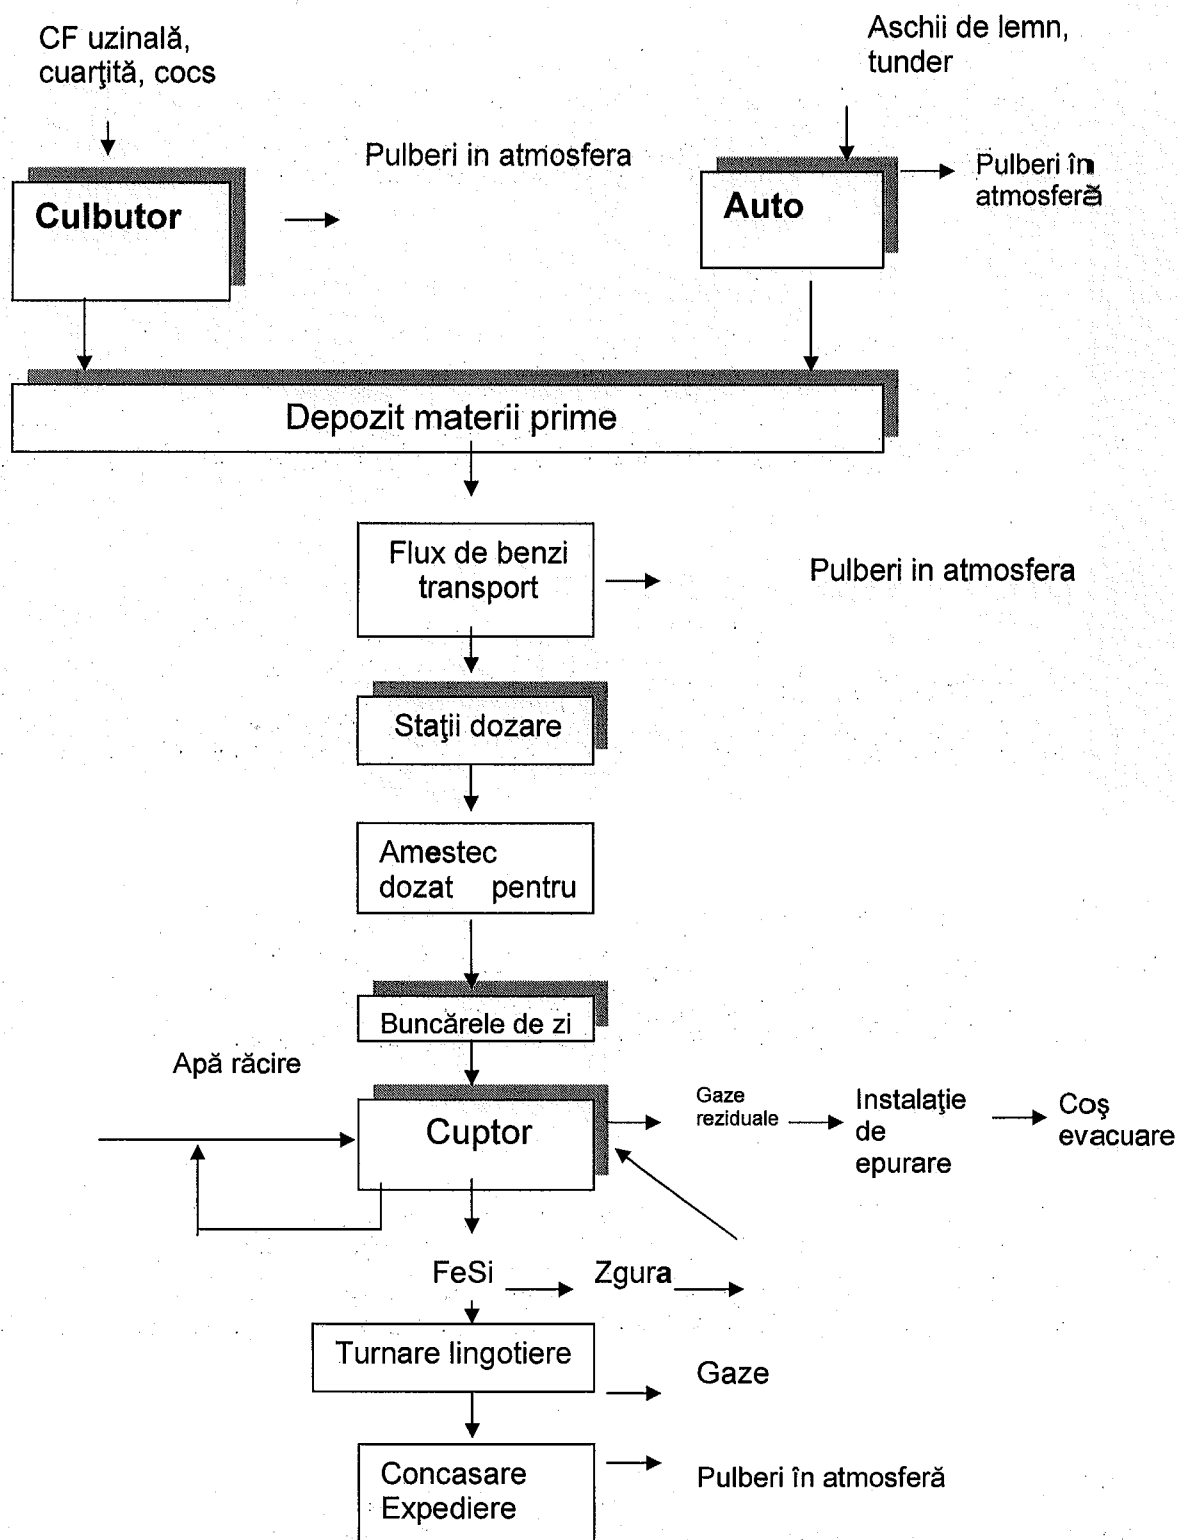 CF uzinală,
cuarţită, cocs
Aschii de lemn,
tunder
Pulberi in atmosfera
Pulberi în
atmosferă
Culbutor
Auto
Depozit materii prime
Flux de benzi
transport
Pulberi in atmosfera
Staţii dozare
Amestec
dozat pentru
Buncărele de zi
Apă răcire
Cuptor
Gaze
reziduale
Instalaţie
de
epurare
Coş
evacuare
FeSi
Zgura
Turnare lingotiere
Gaze
Concasare
Expediere
Pulberi în atmosferă